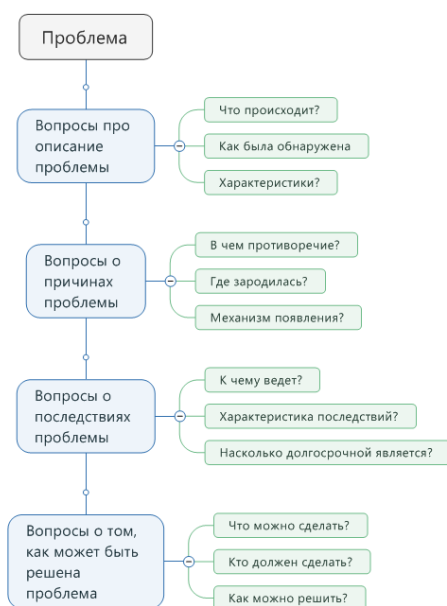 Проблема
Вопросы про
описание
проблемы
Что происходит?
Как была обнаружена
Характеристики?
Вопросы о
причинах
проблемы
В чем противоречие?
Где зародилась?
Механизм появления?
Вопросы о
последствиях
проблемы
К чему ведет?
Характеристика последствий?
Насколько долгосрочной является?
Вопросы о том,
как может быть
решена
проблема
Что можно сделать?
Кто должен сделать?
Как можно решить?